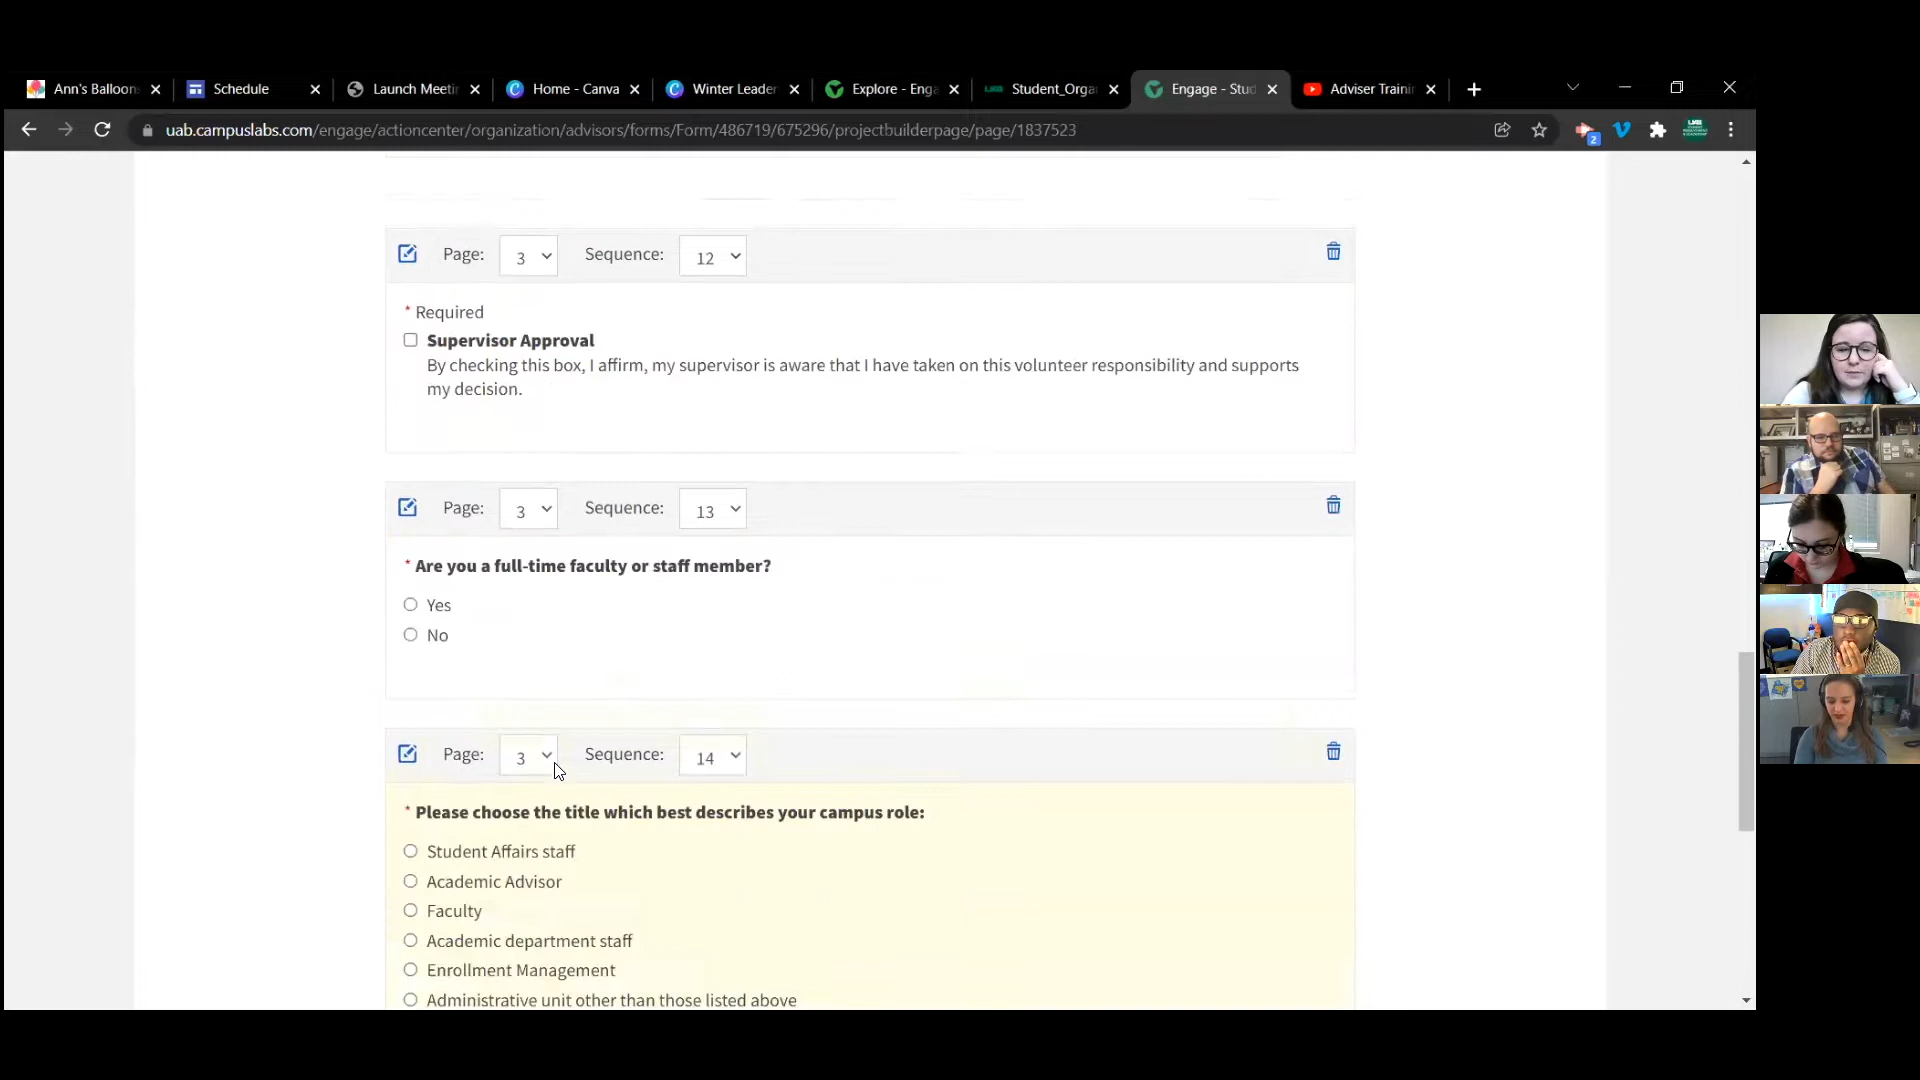 Ann's Balloons
Schedule
Launch Meetin
Home - Canva
Winter Leader
Explore - Enga
Student_Orga
Engage - Stud
Adviser Trainin
uab.campuslabs.com/engage/actioncenter/organization/advisors/forms/Form/486719/675296/projectbuilderpage/page/1837523
2
Page: 3 Sequence: 12
* Required
Supervisor Approval
By checking this box, I affirm, my supervisor is aware that I have taken on this volunteer responsibility and supports
my decision.
Page: 3 Sequence: 13
* Are you a full-time faculty or staff member?
Yes
No
Page: 3 Sequence: 14
* Please choose the title which best describes your campus role:
Student Affairs staff
Academic Advisor
Faculty
Academic department staff
Enrollment Management
Administrative unit other than those listed above